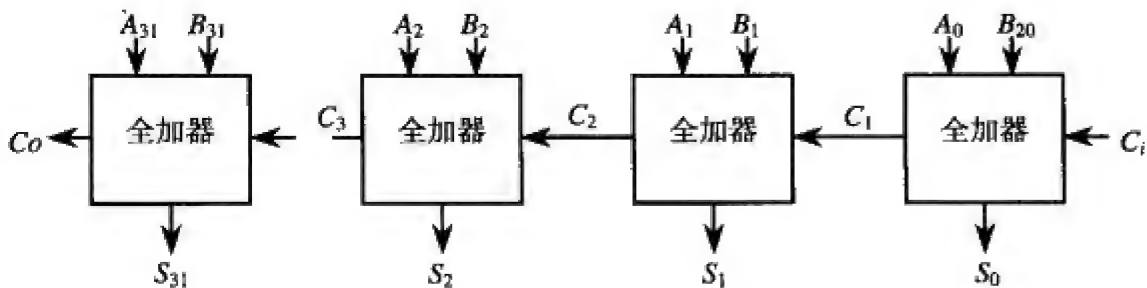 A₃₁ B₃₁ A₂ B₂ A₁ B₁ A₀ B₂₀
Co 全加器 C₃ 全加器 C₂ 全加器 C₁ 全加器 Cᵢ
S₃₁ S₂ S₁ S₀